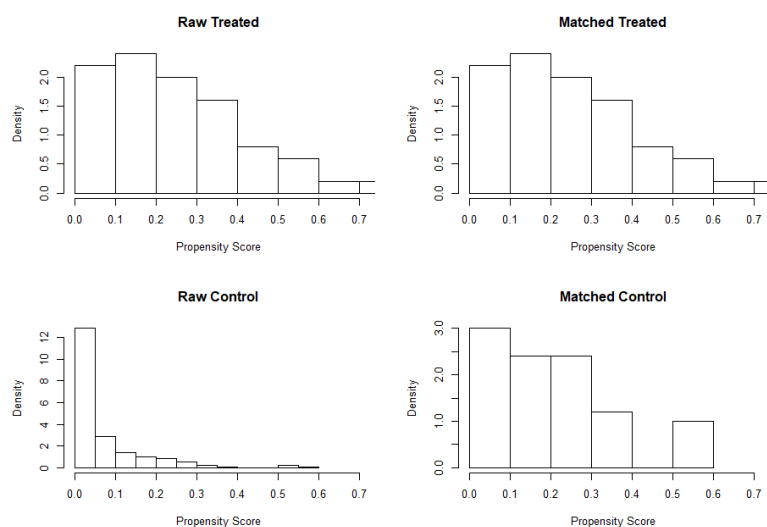 Raw Treated
Density
0.0 0.5 1.0 1.5 2.0
0.0 0.1 0.2 0.3 0.4 0.5 0.6 0.7
Propensity Score
Matched Treated
Density
0.0 0.5 1.0 1.5 2.0
0.0 0.1 0.2 0.3 0.4 0.5 0.6 0.7
Propensity Score
Raw Control
Density
0 2 4 6 8 10 12
0.0 0.1 0.2 0.3 0.4 0.5 0.6 0.7
Propensity Score
Matched Control
Density
0.0 1.0 2.0 3.0
0.0 0.1 0.2 0.3 0.4 0.5 0.6 0.7
Propensity Score